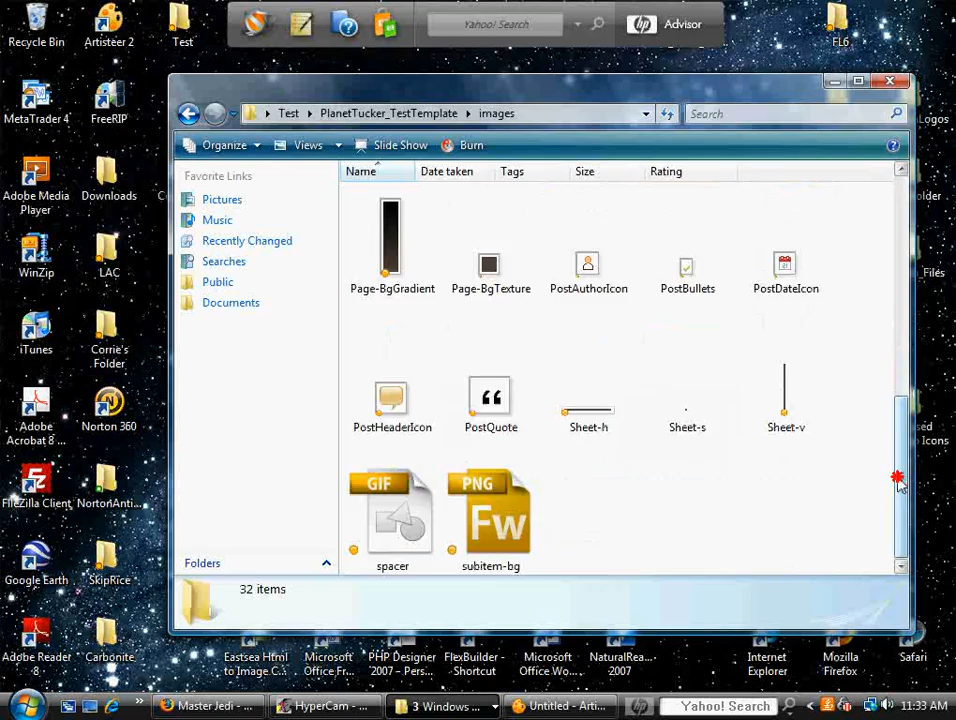 Recycle Bin
Artisteer 2
Test
Yahoo! Search
hp
Advisor
FL6
MetaTrader 4
FreeRIP
Logos
Test
PlanetTucker_TestTemplate
images
Search
Organize
Views
Slide Show
Burn
Favorite Links
Name
Date taken
Tags
Size
Rating
Adobe Media
Player
Downloads
Pictures
Music
Recently Changed
Searches
Public
Documents
Page-BgGradient
Page-BgTexture
PostAuthorIcon
PostBullets
PostDateIcon
WinZip
LAC
_Files
iTunes
Corrie's
Folder
PostHeaderIcon
PostQuote
Sheet-h
Sheet-s
Sheet-v
Adobe
Acrobat 8 ...
Norton 360
Icons
GIF
PNG
Fw
FileZilla Client
NortonAnti...
spacer
subitem-bg
Folders
Google Earth
SkipRice
32 items
Adobe Reader
8
Carbonite
Eastsea Html
to Image C...
Microsoft
Office Fr...
PHP Designer
2007 - Pers...
FlexBuilder -
Shortcut
Microsoft
Office Wo...
NaturalRea...
2007
Internet
Explorer
Mozilla
Firefox
Safari
Master Jedi - ...
HyperCam - ...
3 Windows ...
Untitled - Arti...
hp
Yahoo! Search
11:33 AM